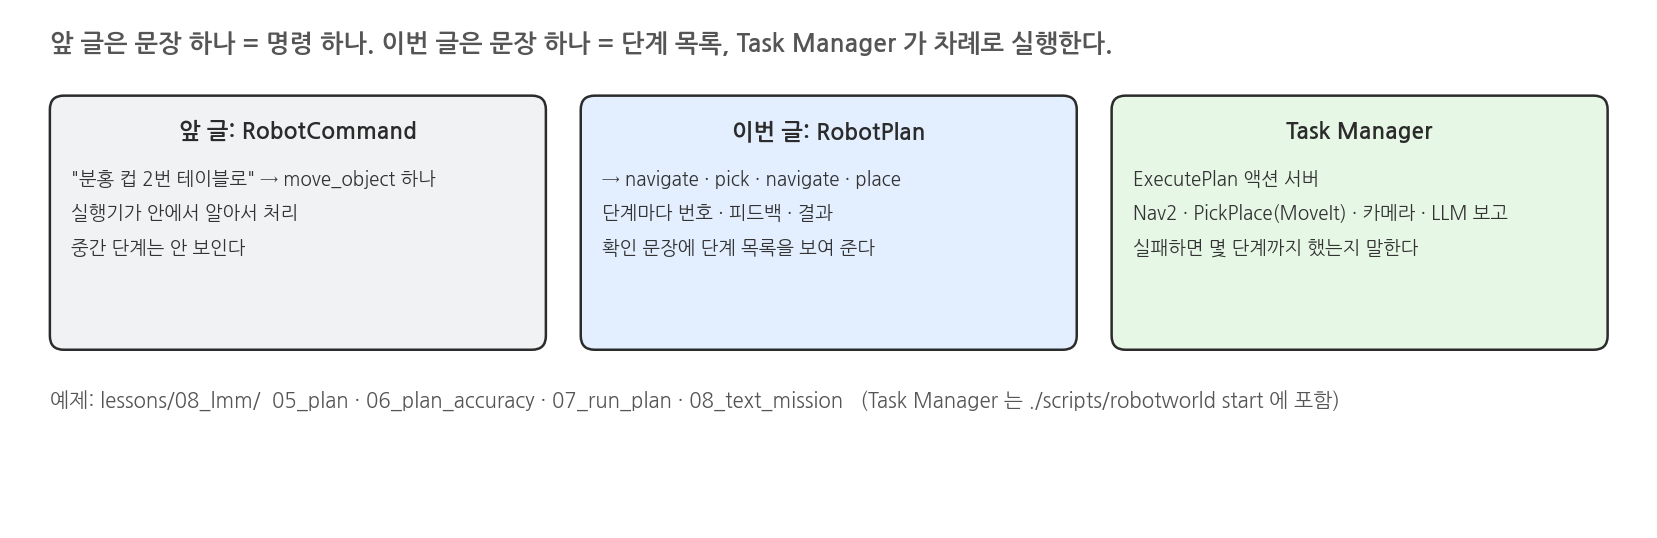 앞 글은 문장 하나 = 명령 하나. 이번 글은 문장 하나 = 단계 목록, Task Manager 가 차례로 실행한다.
앞 글: RobotCommand
"분홍 컵 2번 테이블로" → move_object 하나
실행기가 안에서 알아서 처리
중간 단계는 안 보인다
이번 글: RobotPlan
→ navigate · pick · navigate · place
단계마다 번호 · 피드백 · 결과
확인 문장에 단계 목록을 보여 준다
Task Manager
ExecutePlan 액션 서버
Nav2 · PickPlace(MoveIt) · 카메라 · LLM 보고
실패하면 몇 단계까지 했는지 말한다
예제: lessons/08_lmm/  05_plan · 06_plan_accuracy · 07_run_plan · 08_text_mission   (Task Manager 는 ./scripts/robotworld start 에 포함)